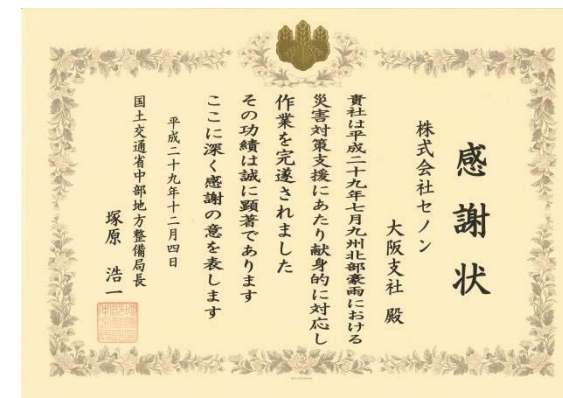 感謝状
株式会社セノン
大阪支社 殿
貴社は平成二十九年七月九州北部豪雨における
災害対策支援にあたり献身的に対応し
作業を完遂されました
その功績は誠に顕著であります
ここに深く感謝の意を表します
平成二十九年十二月四日
国土交通省中部地方整備局長
塚原 浩一